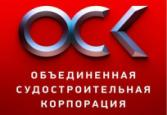 ОСК
ОБЪЕДИНЕННАЯ
СУДОСТРОИТЕЛЬНАЯ
КОРПОРАЦИЯ